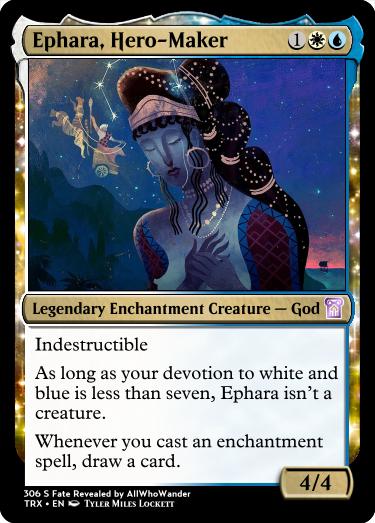 Ephara, Hero-Maker 1
Legendary Enchantment Creature — God
Indestructible
As long as your devotion to white and
blue is less than seven, Ephara isn't a
creature.
Whenever you cast an enchantment
spell, draw a card.
4/4
306 S Fate Revealed by AllWhoWander
TRX • EN Tyler Miles Lockett